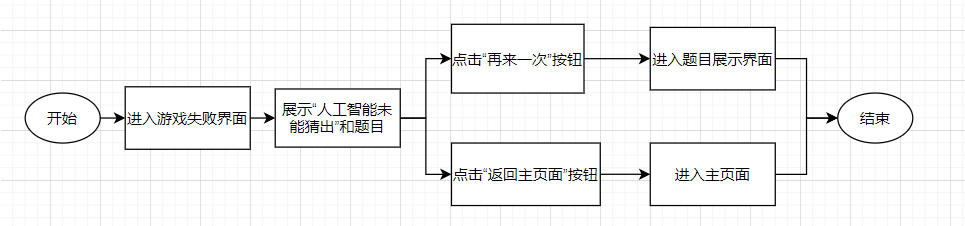 开始
进入游戏失败界面
展示“人工智能未
能猜出”和题目
点击“再来一次”按钮
进入题目展示界面
点击“返回主页面”按钮
进入主页面
结束